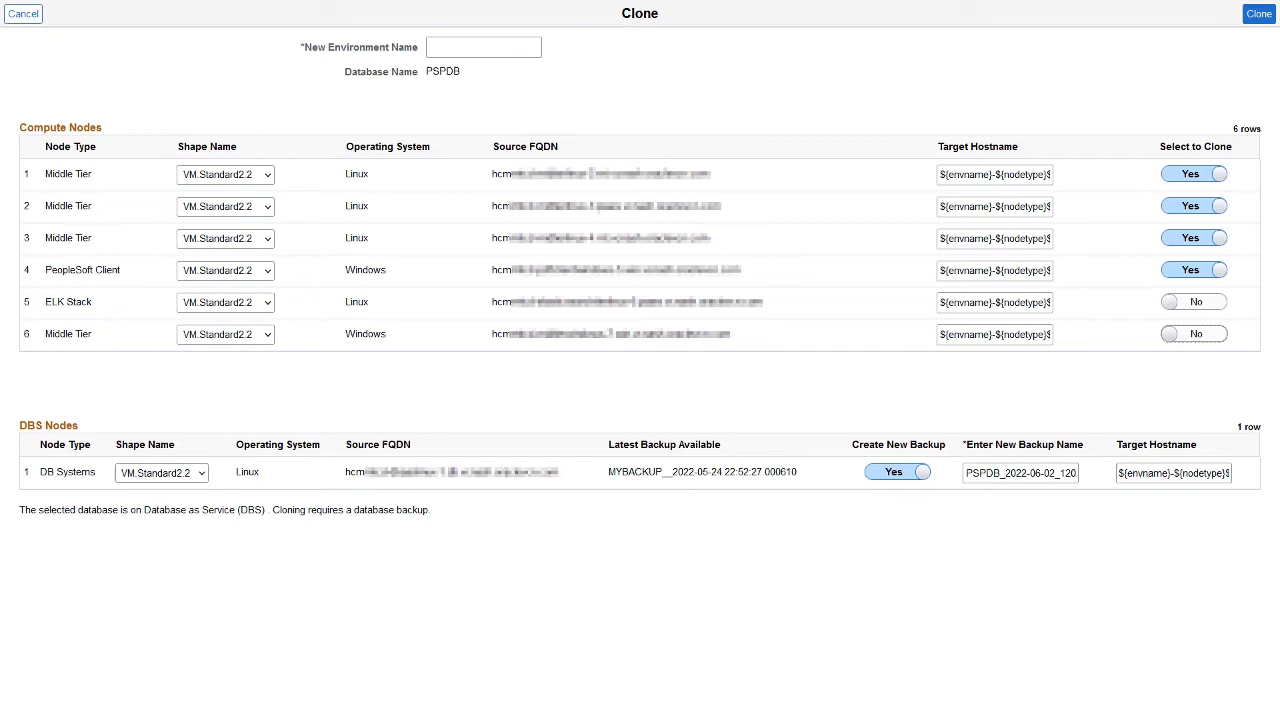 Cancel Clone Clone
*New Environment Name
Database Name PSPDB
Compute Nodes
6 rows
Node Type Shape Name Operating System Source FQDN Target Hostname Select to Clone
1 Middle Tier VM.Standard2.2 Linux hcm ${envname}-${nodetype}$ Yes
2 Middle Tier VM.Standard2.2 Linux hcm ${envname}-${nodetype}$ Yes
3 Middle Tier VM.Standard2.2 Linux hcm ${envname}-${nodetype}$ Yes
4 PeopleSoft Client VM.Standard2.2 Windows hcm ${envname}-${nodetype}$ Yes
5 ELK Stack VM.Standard2.2 Linux hcm ${envname}-${nodetype}$ No
6 Middle Tier VM.Standard2.2 Windows hcm ${envname}-${nodetype}$ No
DBS Nodes
1 row
Node Type Shape Name Operating System Source FQDN Latest Backup Available Create New Backup *Enter New Backup Name Target Hostname
1 DB Systems VM.Standard2.2 Linux hcm MYBACKUP__2022-05-24 22:52:27 000610 Yes PSPDB_2022-06-02_120 ${envname}-${nodetype}$
The selected database is on Database as Service (DBS) . Cloning requires a database backup.